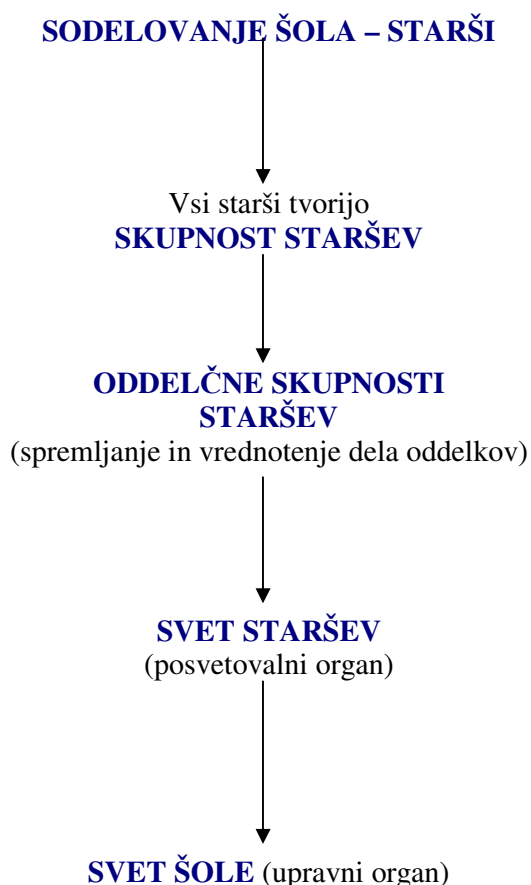 SODELOVANJE ŠOLA – STARŠI
Vsi starši tvorijo
SKUPNOST STARŠEV
ODDELČNE SKUPNOSTI
STARŠEV
(spremljanje in vrednotenje dela oddelkov)
SVET STARŠEV
(posvetovalni organ)
SVET ŠOLE (upravni organ)